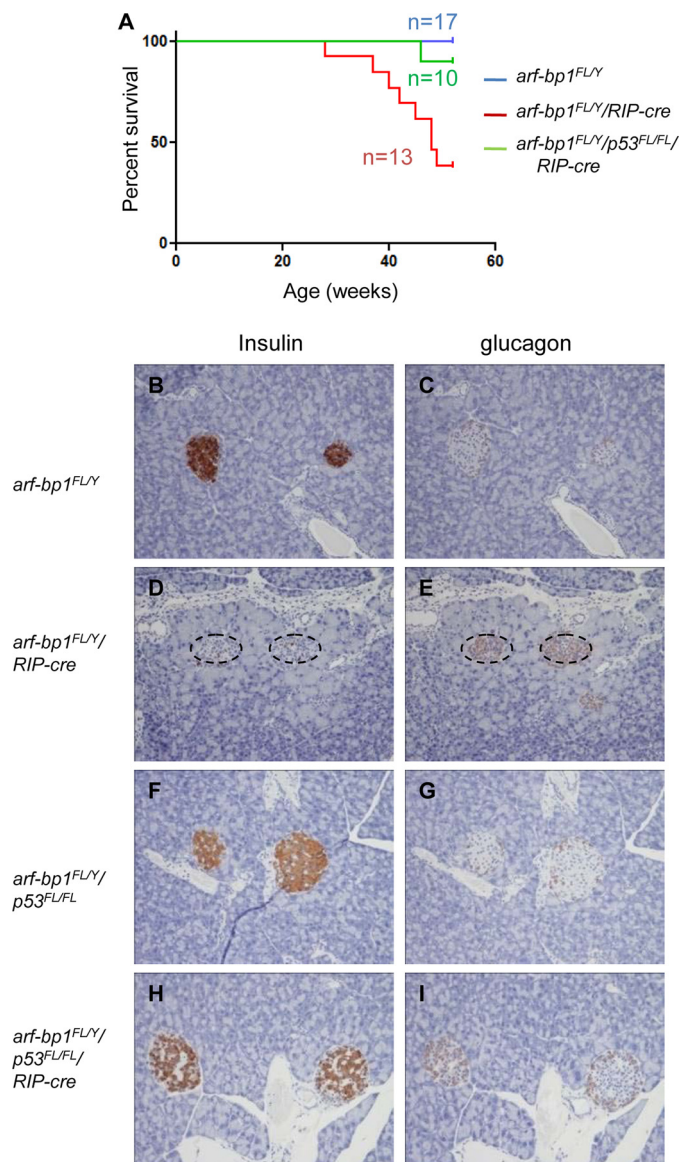 A
n=17
100
n=10
50
n=13
0
0
20
40
60
Percent survival
Age (weeks)
arf-bp1FL/Y
arf-bp1FL/Y/RIP-cre
arf-bp1FL/Y/p53FL/FL/
RIP-cre
Insulin
glucagon
arf-bp1FL/Y
B
C
arf-bp1FL/Y/
RIP-cre
D
E
arf-bp1FL/Y/
p53FL/FL
F
G
arf-bp1FL/Y/
p53FL/FL/
RIP-cre
H
I